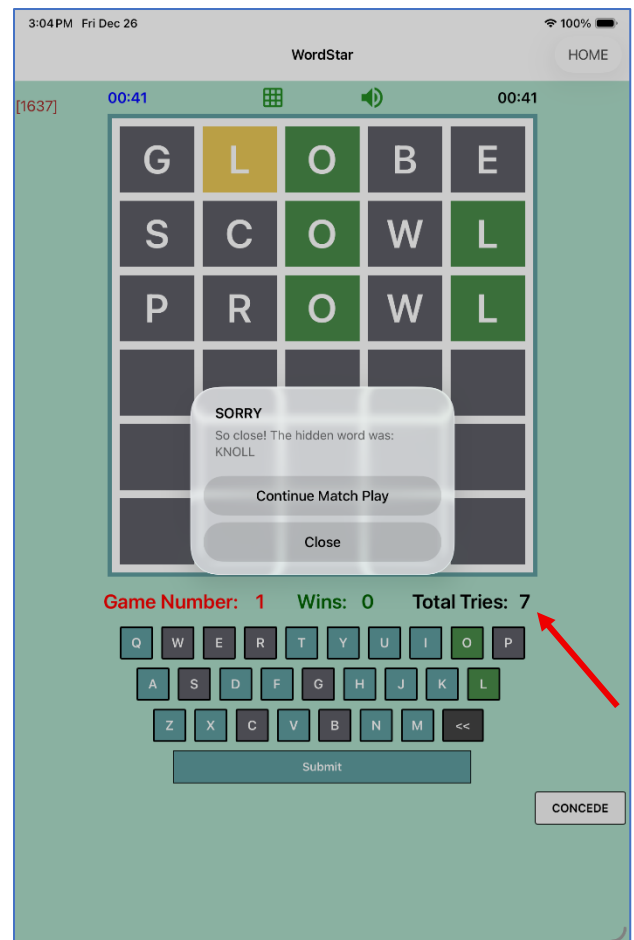 3:04 PM Fri Dec 26 100%
WordStar HOME
[1637] 00:41 00:41
G L O B E
S C O W L
P R O W L
SORRY
So close! The hidden word was:
KNOLL
Continue Match Play
Close
Game Number: 1 Wins: 0 Total Tries: 7
Q W E R T Y U I O P
A S D F G H J K L
Z X C V B N M <<
Submit
CONCEDE